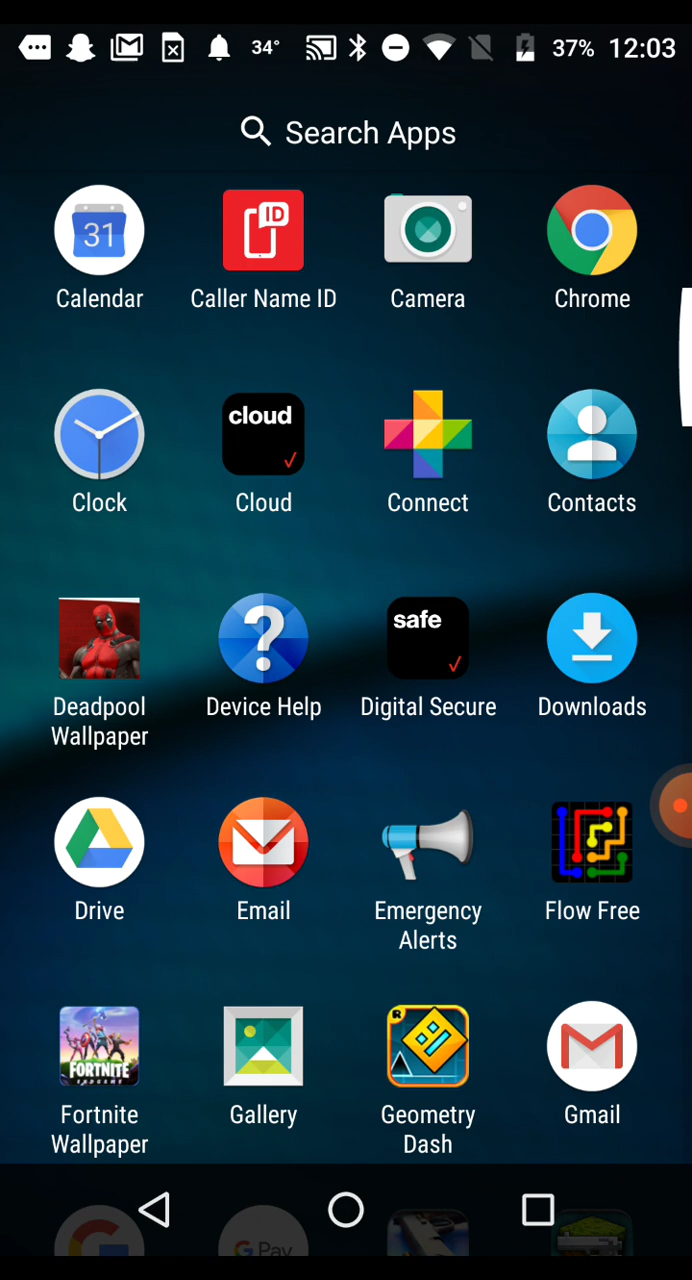 34° 37% 12:03
Search Apps
31 ID
Calendar Caller Name ID Camera Chrome
cloud
Clock Cloud Connect Contacts
safe
Deadpool Device Help Digital Secure Downloads
Wallpaper
Drive Email Emergency Flow Free
Alerts
R
FORTNITE
ENDGAME
Fortnite Gallery Geometry Gmail
Wallpaper Dash
G Pay